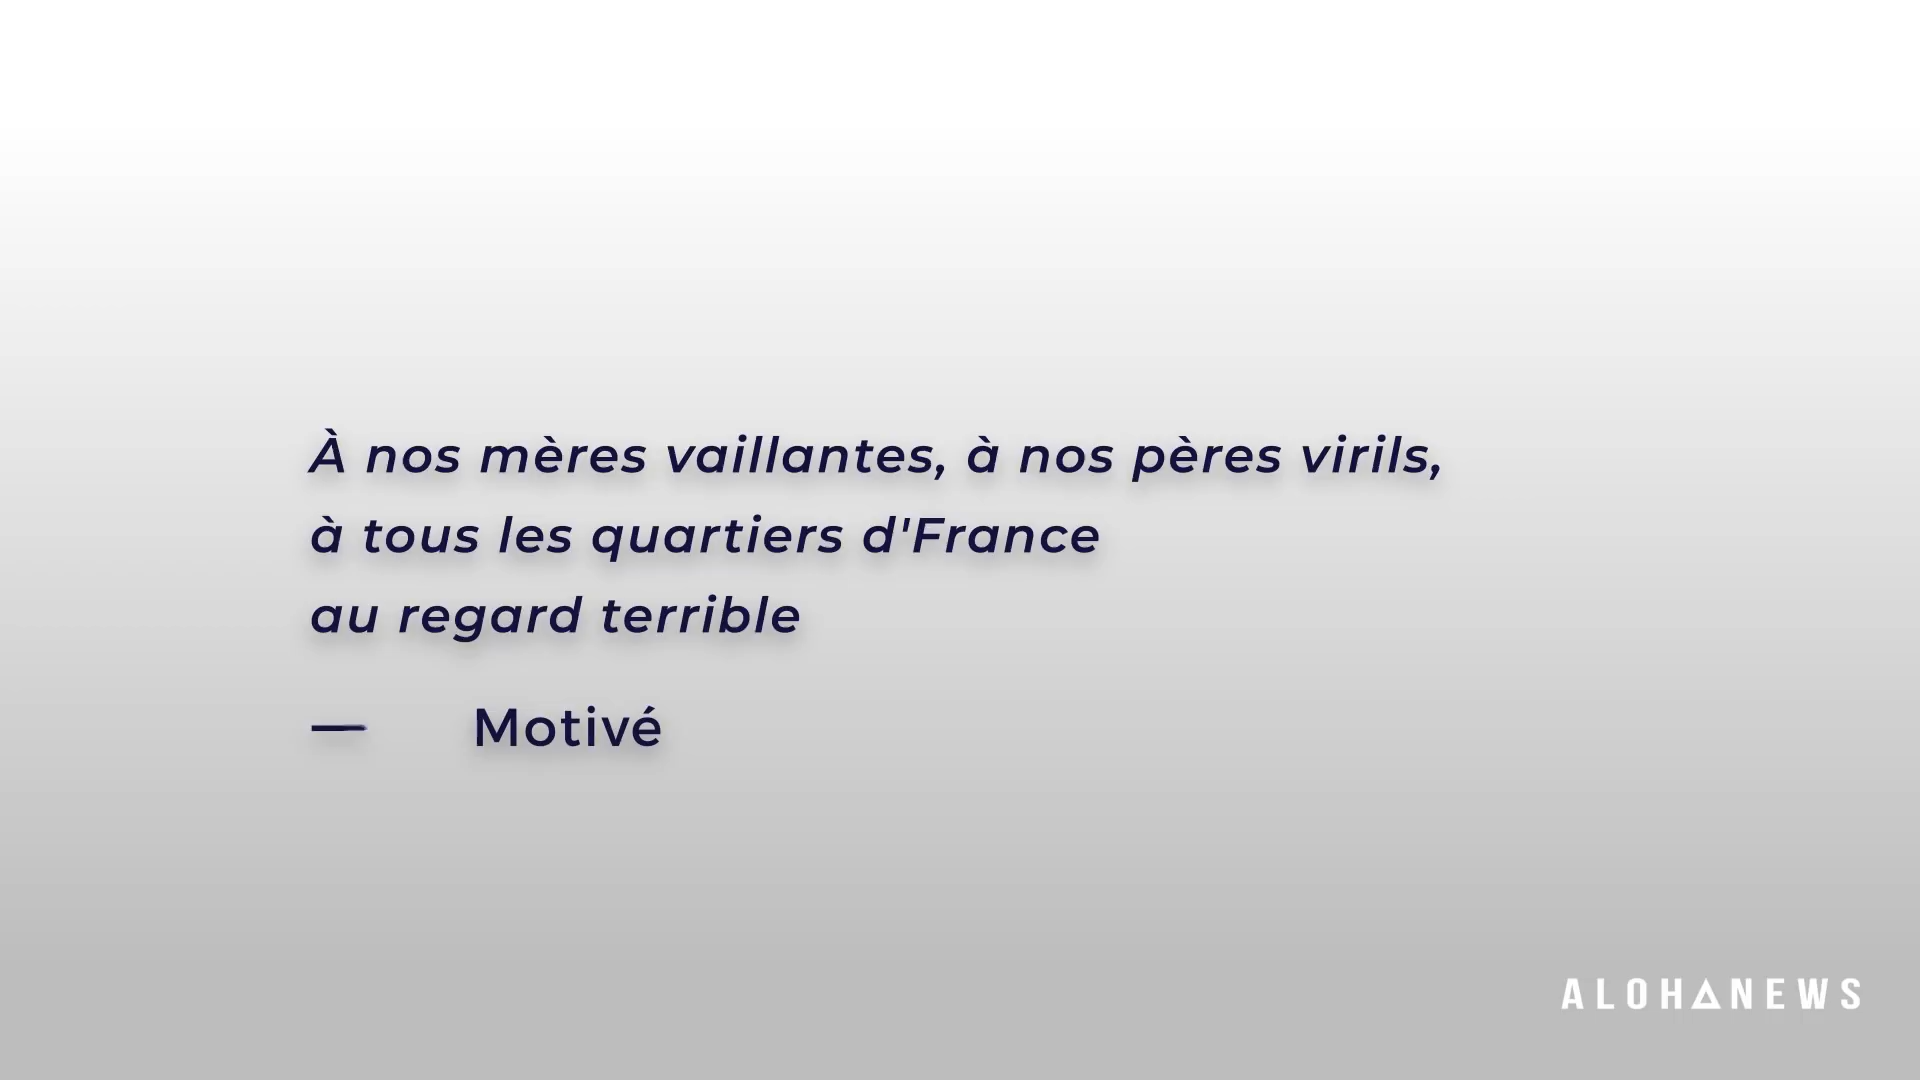 À nos mères vaillantes, à nos pères virils,
à tous les quartiers d'France
au regard terrible
— Motivé
ALOHANEWS